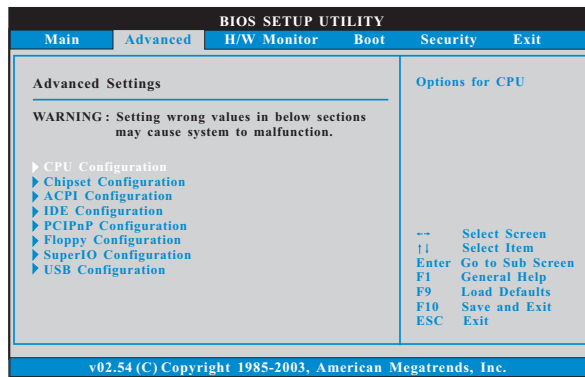 BIOS SETUP UTILITY
Main Advanced H/W Monitor Boot Security Exit
Advanced Settings
WARNING : Setting wrong values in below sections
may cause system to malfunction.
CPU Configuration
Chipset Configuration
ACPI Configuration
IDE Configuration
PCIPnP Configuration
Floppy Configuration
SuperIO Configuration
USB Configuration
Options for CPU
←→ Select Screen
↑↓ Select Item
Enter Go to Sub Screen
F1 General Help
F9 Load Defaults
F10 Save and Exit
ESC Exit
v02.54 (C) Copyright 1985-2003, American Megatrends, Inc.